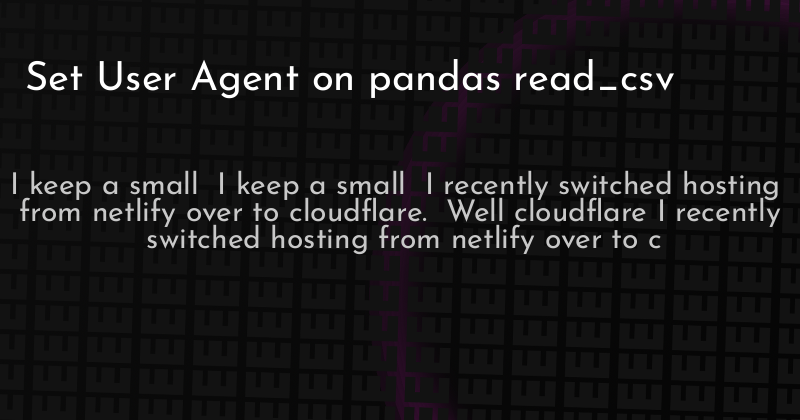 Set User Agent on pandas read_csv
I keep a small  I keep a small  I recently switched hosting
from netlify over to cloudflare.  Well cloudflare I recently
switched hosting from netlify over to c